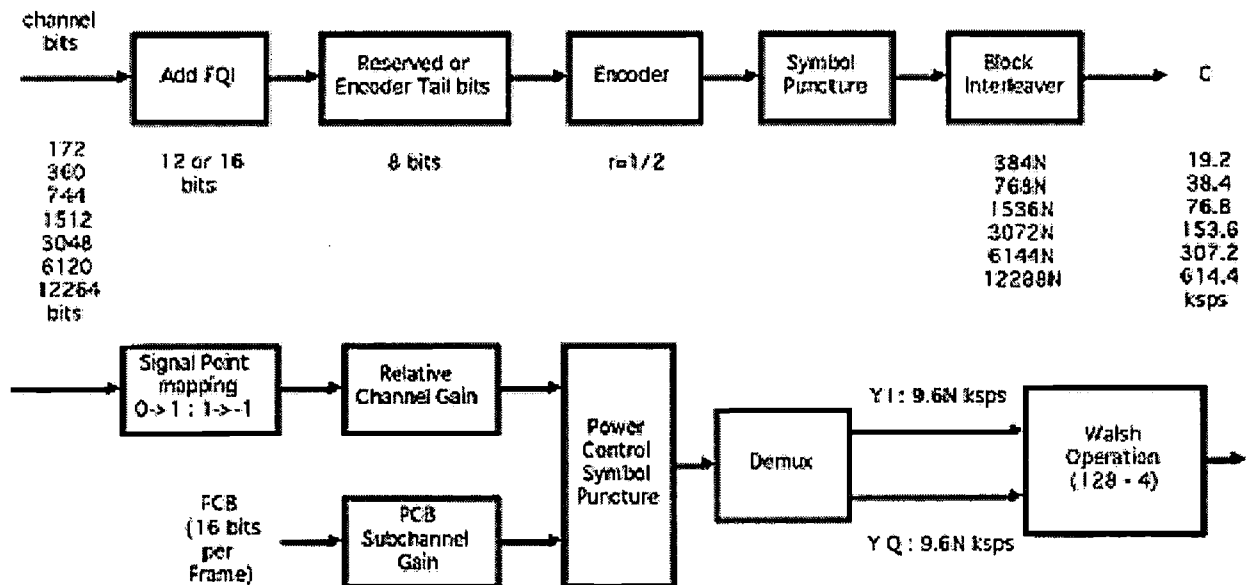 channel
bits
Add FQI
Reserved or
Encoder Tail bits
Encoder
Symbol
Puncture
Block
Interleaver
C
172
360
744
1512
3048
6120
12264
bits
12 or 16
bits
8 bits
r=1/2
384N
768N
1536N
3072N
6144N
12288N
19.2
38.4
76.8
153.6
307.2
614.4
ksps
Signal Point
mapping
0->1 : 1->-1
Relative
Channel Gain
Power
Control
Symbol
Puncture
Demux
Y I : 9.6N ksps
Y Q : 9.6N ksps
Walsh
Operation
(128 - 4)
FCB
(16 bits
per
Frame)
PCB
Subchannel
Gain